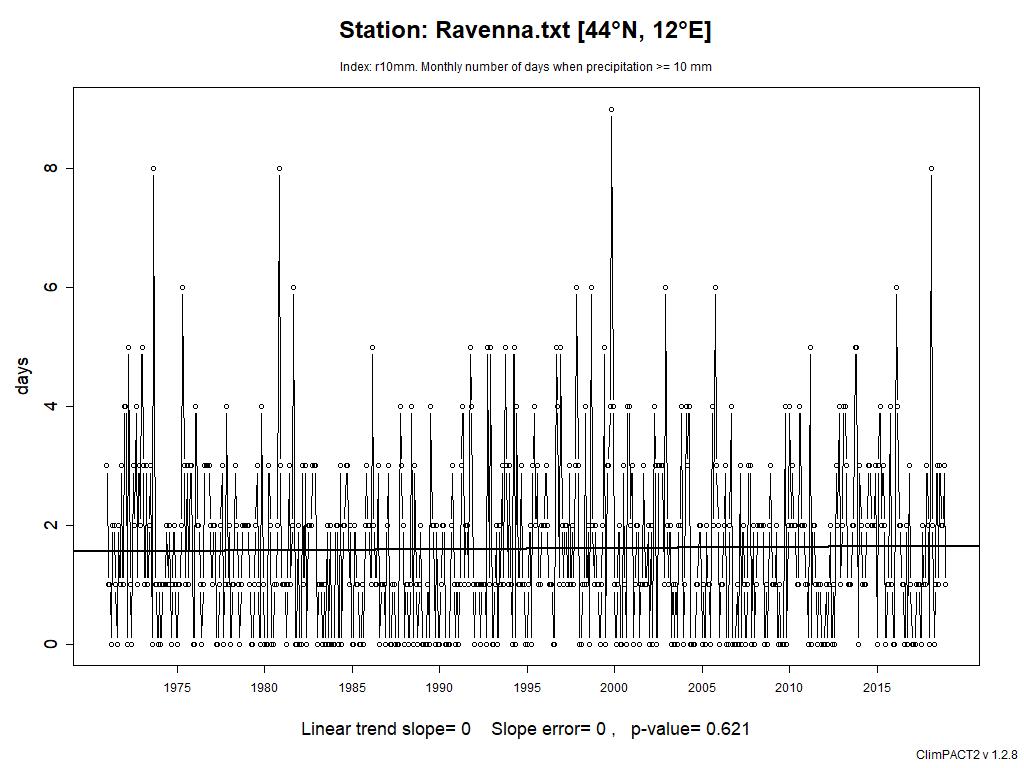 Station: Ravenna.txt [44°N, 12°E]
Index: r10mm. Monthly number of days when precipitation >= 10 mm
8
6
4
2
0
days
1975 1980 1985 1990 1995 2000 2005 2010 2015
Linear trend slope= 0 Slope error= 0 , p-value= 0.621
ClimPACT2 v 1.2.8